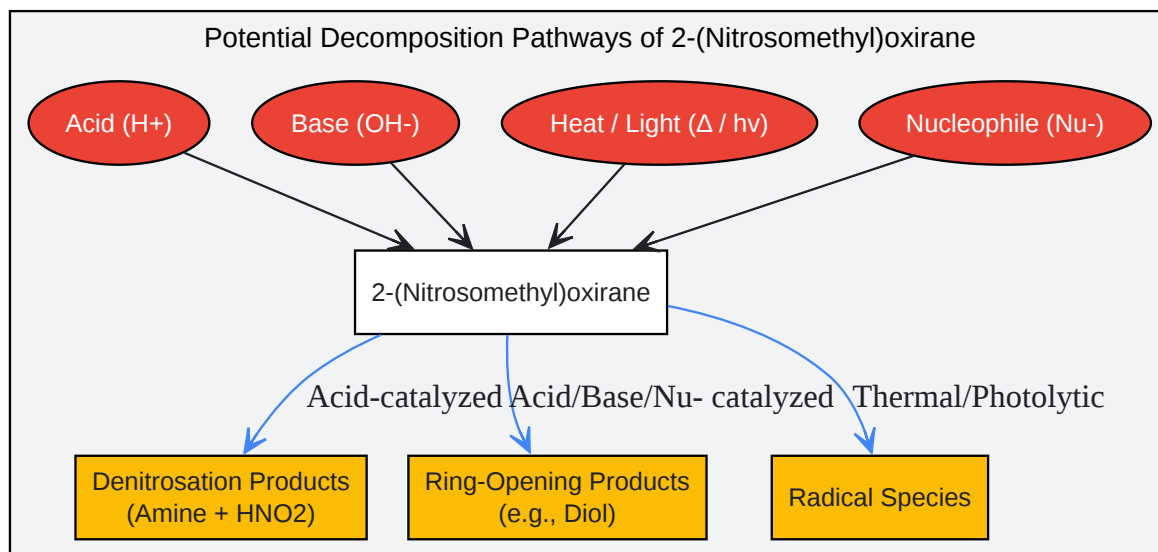 Potential Decomposition Pathways of 2-(Nitrosomethyl)oxirane
Acid (H+)
Base (OH-)
Heat / Light (Δ / hv)
Nucleophile (Nu-)
2-(Nitrosomethyl)oxirane
Acid-catalyzed
Acid/Base/Nu- catalyzed
Thermal/Photolytic
Denitrosation Products
(Amine + HNO2)
Ring-Opening Products
(e.g., Diol)
Radical Species